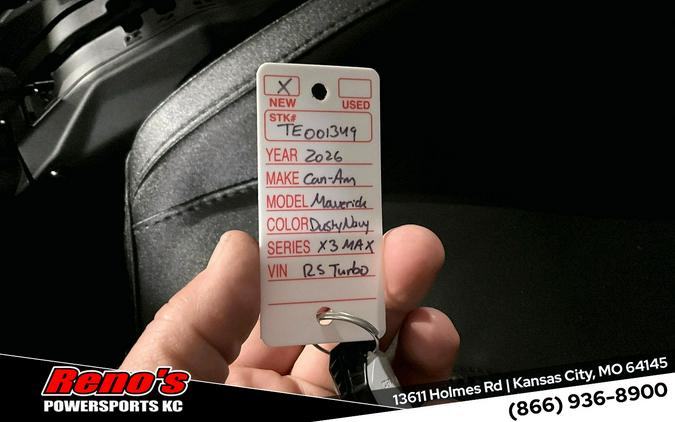 X
NEW USED
STK#
TE001349
YEAR 2026
MAKE Can-Am
MODEL Maverick
COLOR Dusty Navy
SERIES X3 MAX
VIN RS Turbo
Reno's
POWERSPORTS KC
13611 Holmes Rd | Kansas City, MO 64145
(866) 936-8900